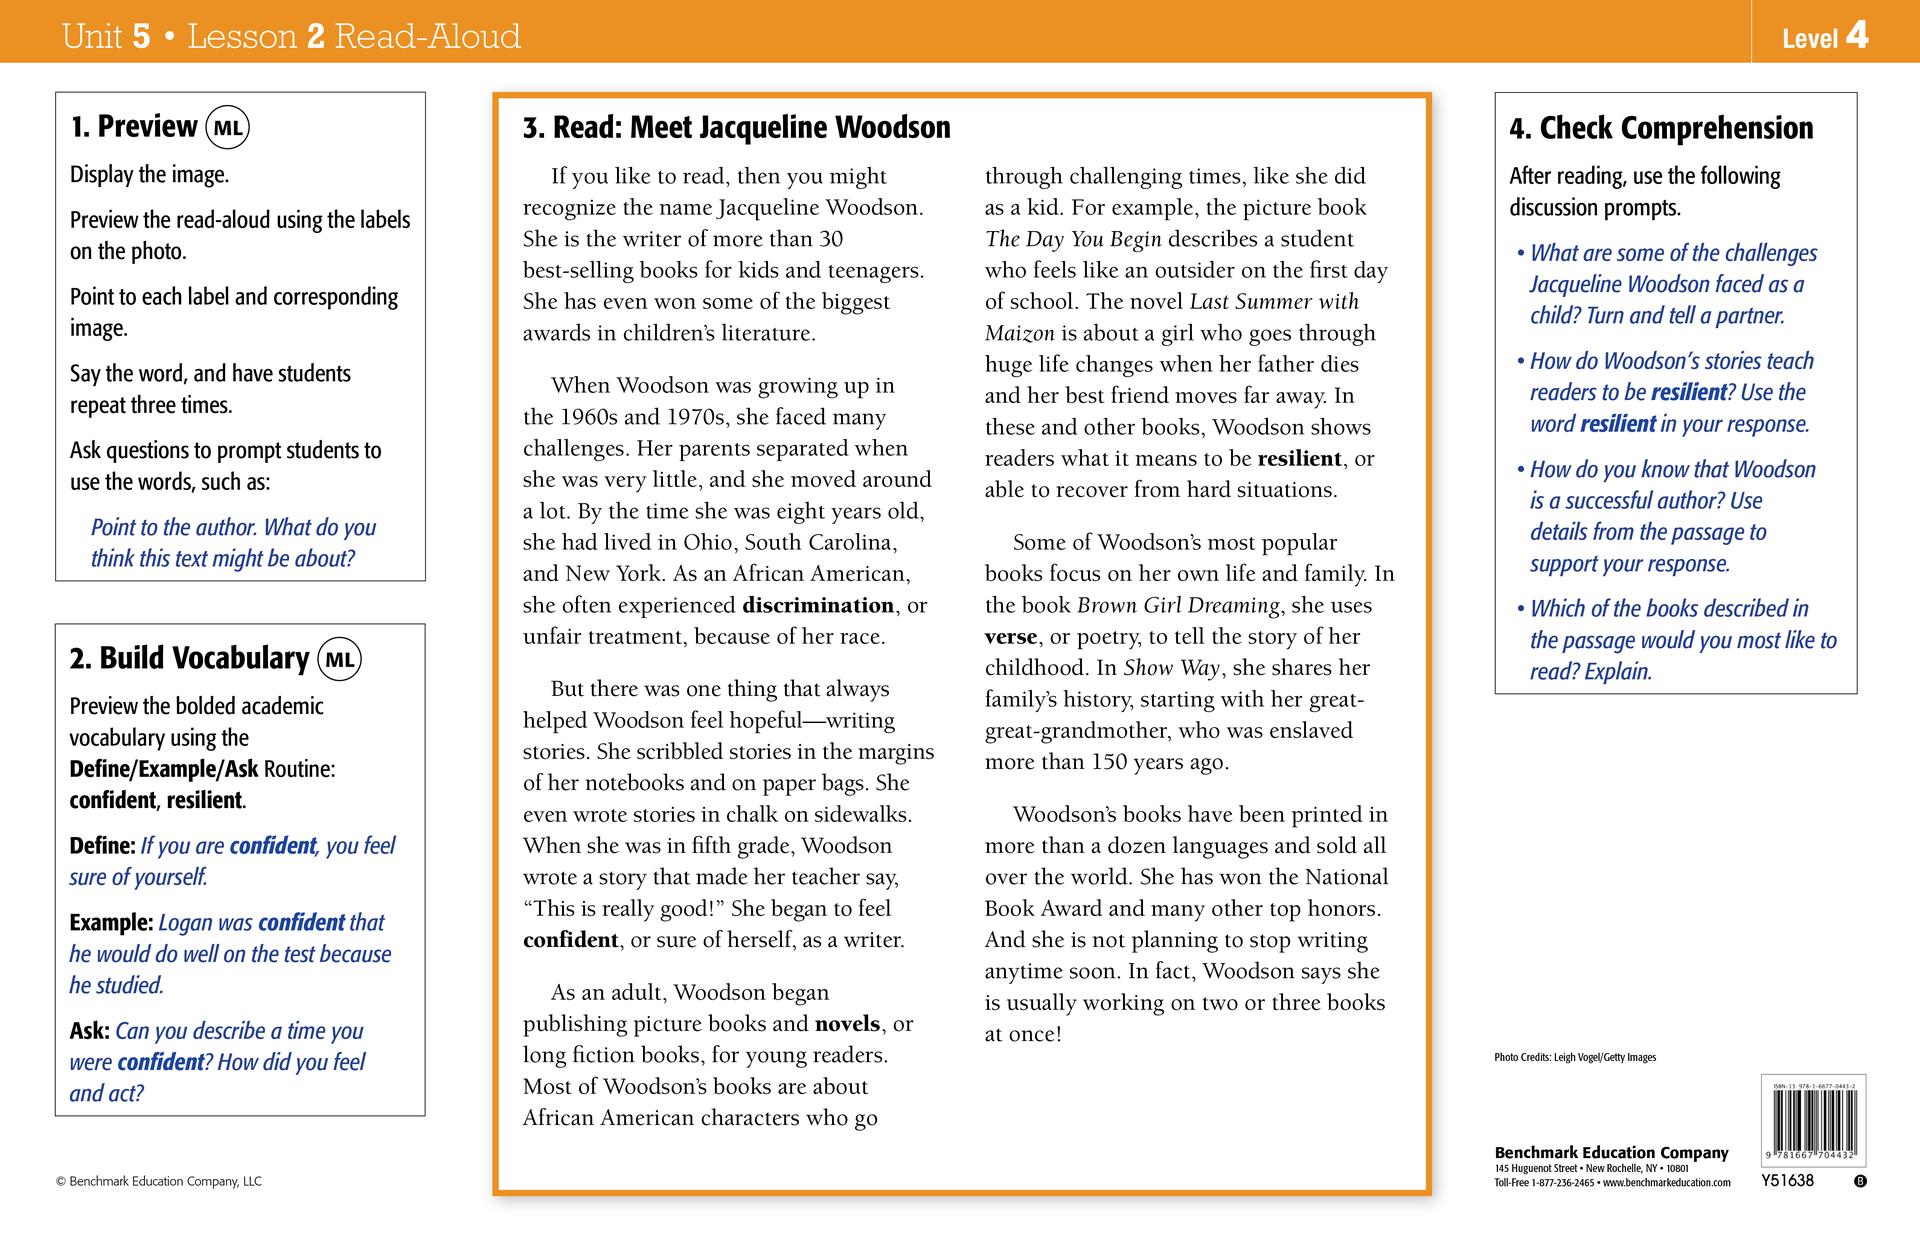 Unit 5 • Lesson 2 Read-Aloud
Level 4
1. Preview ML
Display the image.
Preview the read-aloud using the labels
on the photo.
Point to each label and corresponding
image.
Say the word, and have students
repeat three times.
Ask questions to prompt students to
use the words, such as:
Point to the author. What do you
think this text might be about?
2. Build Vocabulary ML
Preview the bolded academic
vocabulary using the
Define/Example/Ask Routine:
confident, resilient.
Define: If you are confident, you feel
sure of yourself.
Example: Logan was confident that
he would do well on the test because
he studied.
Ask: Can you describe a time you
were confident? How did you feel
and act?
© Benchmark Education Company, LLC
3. Read: Meet Jacqueline Woodson
If you like to read, then you might
recognize the name Jacqueline Woodson.
She is the writer of more than 30
best-selling books for kids and teenagers.
She has even won some of the biggest
awards in children's literature.
When Woodson was growing up in
the 1960s and 1970s, she faced many
challenges. Her parents separated when
she was very little, and she moved around
a lot. By the time she was eight years old,
she had lived in Ohio, South Carolina,
and New York. As an African American,
she often experienced discrimination, or
unfair treatment, because of her race.
But there was one thing that always
helped Woodson feel hopeful—writing
stories. She scribbled stories in the margins
of her notebooks and on paper bags. She
even wrote stories in chalk on sidewalks.
When she was in fifth grade, Woodson
wrote a story that made her teacher say,
“This is really good!” She began to feel
confident, or sure of herself, as a writer.
As an adult, Woodson began
publishing picture books and novels, or
long fiction books, for young readers.
Most of Woodson's books are about
African American characters who go
through challenging times, like she did
as a kid. For example, the picture book
The Day You Begin describes a student
who feels like an outsider on the first day
of school. The novel Last Summer with
Maizon is about a girl who goes through
huge life changes when her father dies
and her best friend moves far away. In
these and other books, Woodson shows
readers what it means to be resilient, or
able to recover from hard situations.
Some of Woodson's most popular
books focus on her own life and family. In
the book Brown Girl Dreaming, she uses
verse, or poetry, to tell the story of her
childhood. In Show Way, she shares her
family's history, starting with her great-
great-grandmother, who was enslaved
more than 150 years ago.
Woodson's books have been printed in
more than a dozen languages and sold all
over the world. She has won the National
Book Award and many other top honors.
And she is not planning to stop writing
anytime soon. In fact, Woodson says she
is usually working on two or three books
at once!
4. Check Comprehension
After reading, use the following
discussion prompts.
• What are some of the challenges
Jacqueline Woodson faced as a
child? Turn and tell a partner.
• How do Woodson's stories teach
readers to be resilient? Use the
word resilient in your response.
• How do you know that Woodson
is a successful author? Use
details from the passage to
support your response.
• Which of the books described in
the passage would you most like to
read? Explain.
Photo Credits: Leigh Vogel/Getty Images
Benchmark Education Company
145 Huguenot Street • New Rochelle, NY • 10801
Toll-Free 1-877-236-2465 • www.benchmarkeducation.com
ISBN-13 978-1-6677-0443-2
9 781667 704432
Y51638
B